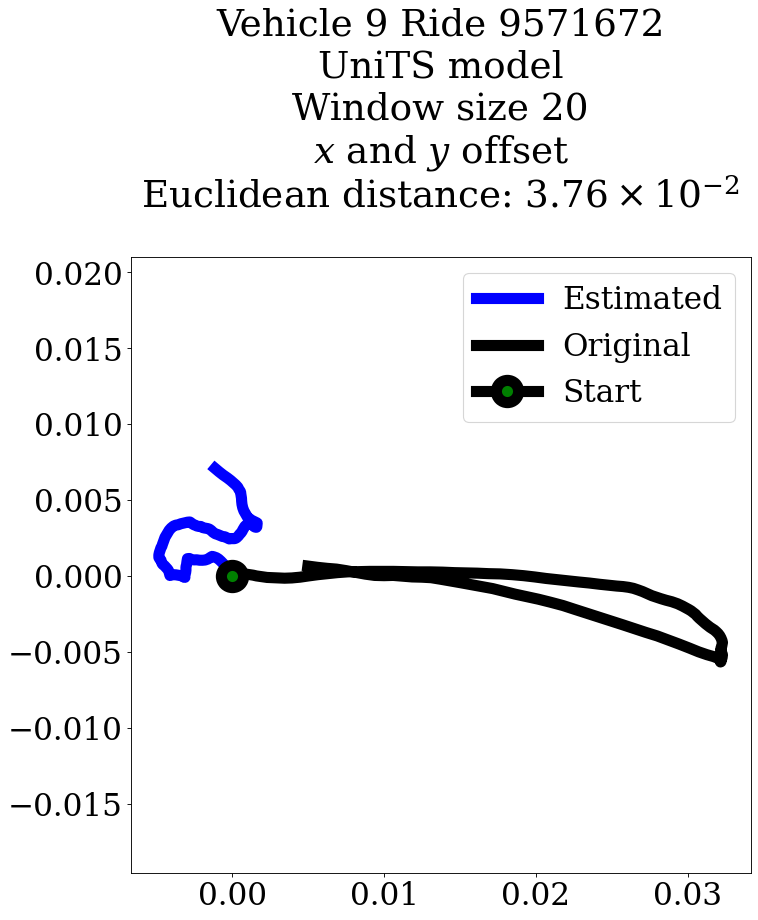 Vehicle 9 Ride 9571672
UniTS model
Window size 20
x and y offset
Euclidean distance: 3.76 × 10⁻²
0.020
0.015
0.010
0.005
0.000
−0.005
−0.010
−0.015
Estimated
Original
Start
0.00 0.01 0.02 0.03